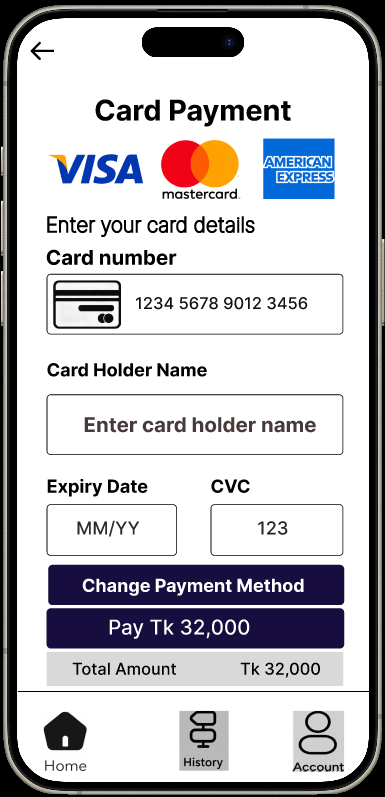 Card Payment
VISA
mastercard.
AMERICAN
EXPRESS
Enter your card details
Card number
1234 5678 9012 3456
Card Holder Name
Enter card holder name
Expiry Date CVC
MM/YY 123
Change Payment Method
Pay Tk 32,000
Total Amount Tk 32,000
Home History Account